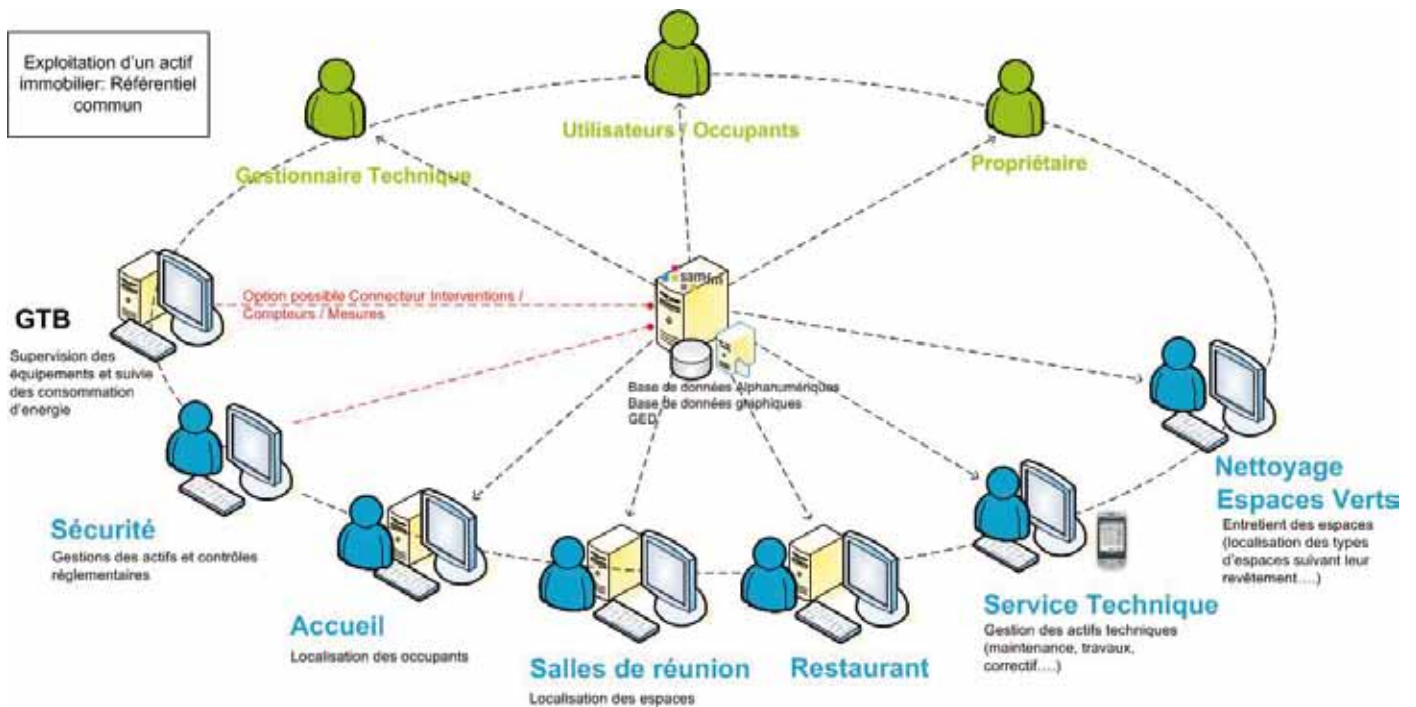 Exploitation d'un actif
immobilier: Référentiel
commun
Gestionnaire Technique
Utilisateurs / Occupants
Propriétaire
GTB
Supervision des
équipements et suivie
des consommation
d'energie
Option possible Connecteur Interventions /
Compteurs / Mesures
Base de données Alphanumériques
Base de données graphiques
GED
Sécurité
Gestions des actifs et contrôles
réglementaires
Accueil
Localisation des occupants
Salles de réunion
Localisation des espaces
Restaurant
Service Technique
Gestion des actifs techniques
(maintenance, travaux,
correctif....)
Nettoyage
Espaces Verts
Entretient des espaces
(localisation des types
d'espaces suivant leur
revêtement....)